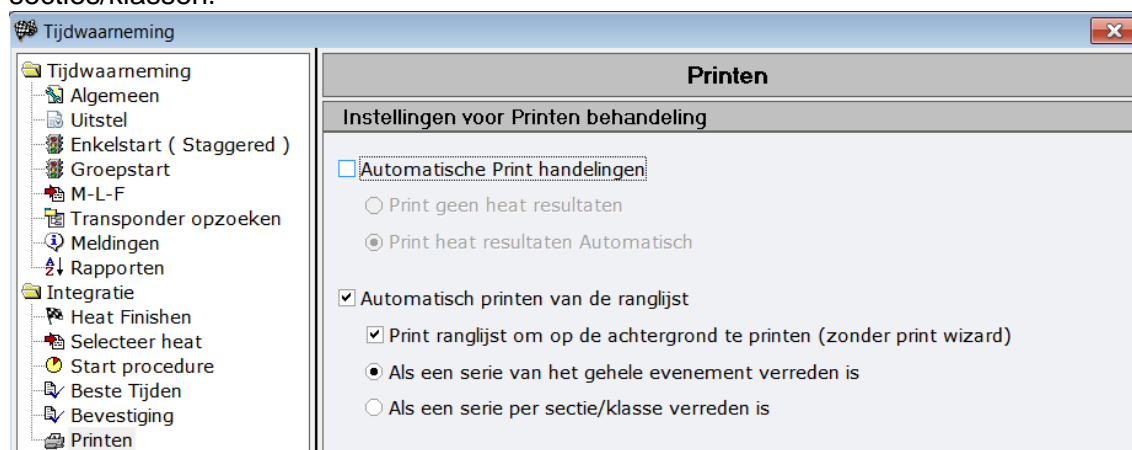 secties/klassen.
Tijdwaarneming
Tijdwaarneming
Algemeen
Uitstel
Enkelstart ( Staggered )
Groepstart
M-L-F
Transponder opzoeken
Meldingen
Rapporten
Integratie
Heat Finishen
Selecteer heat
Start procedure
Beste Tijden
Bevestiging
Printen
Printen
Instellingen voor Printen behandeling
Automatische Print handelingen
Print geen heat resultaten
Print heat resultaten Automatisch
Automatisch printen van de ranglijst
Print ranglijst om op de achtergrond te printen (zonder print wizard)
Als een serie van het gehele evenement verreden is
Als een serie per sectie/klasse verreden is